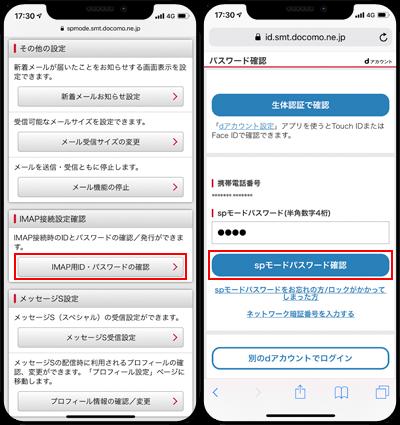 17:30
4G
spmode.smt.docomo.ne.jp
その他の設定
新着メールが届いたことをお知らせする画面表示を設
定できます。
新着メールお知らせ設定
受信可能なメールサイズを設定できます。
メール受信サイズの変更
メールを送信・受信ともに停止します。
メール機能の停止
IMAP接続設定確認
IMAP接続時のIDとパスワードの確認／発行ができま
す。
IMAP用ID・パスワードの確認
メッセージS設定
メッセージS（スペシャル）の受信設定ができます。
メッセージS受信設定
メッセージSの配信時に利用されるプロフィールの確
認、変更ができます。「プロフィール設定」ページに
移動します。
プロフィール情報の確認／変更
17:30
4G
id.smt.docomo.ne.jp
パスワード確認
dアカウント
生体認証で確認
「dアカウント設定」アプリを使うとTouch IDまたは
Face IDで確認できます。
携帯電話番号
******* *******
spモードパスワード(半角数字4桁)
●●●●
spモードパスワード確認
spモードパスワードをお忘れの方/ロックがかかって
しまった方
ネットワーク暗証番号を入力する
別のdアカウントでログイン